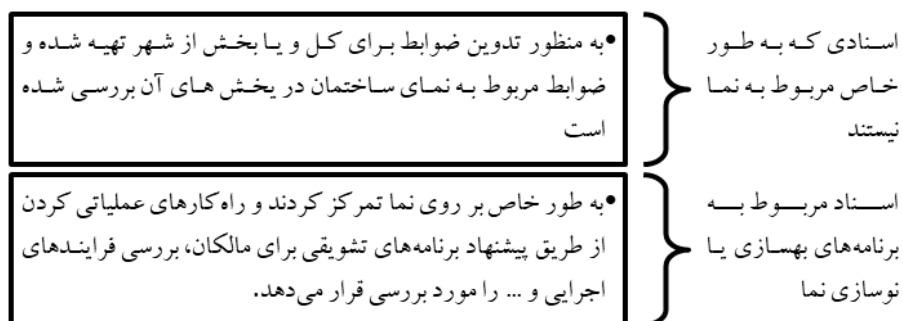 اسنادی که به طور
خاص مربوط به نما
نیستند
•به منظور تدوین ضوابط برای کل و یا بخش از شهر تهیه شده و
ضوابط مربوط به نمای ساختمان در یخش های آن بررسی شده
است
اسناد مربوط به
برنامه‌های بهسازی یا
نوسازی نما
•به طور خاص بر روی نما تمرکز کردند و راه کارهای عملیاتی کردن
از طریق پیشنهاد برنامه‌های تشویقی برای مالکان، بررسی فرایندهای
اجرایی و ... را مورد بررسی قرار می‌دهد.